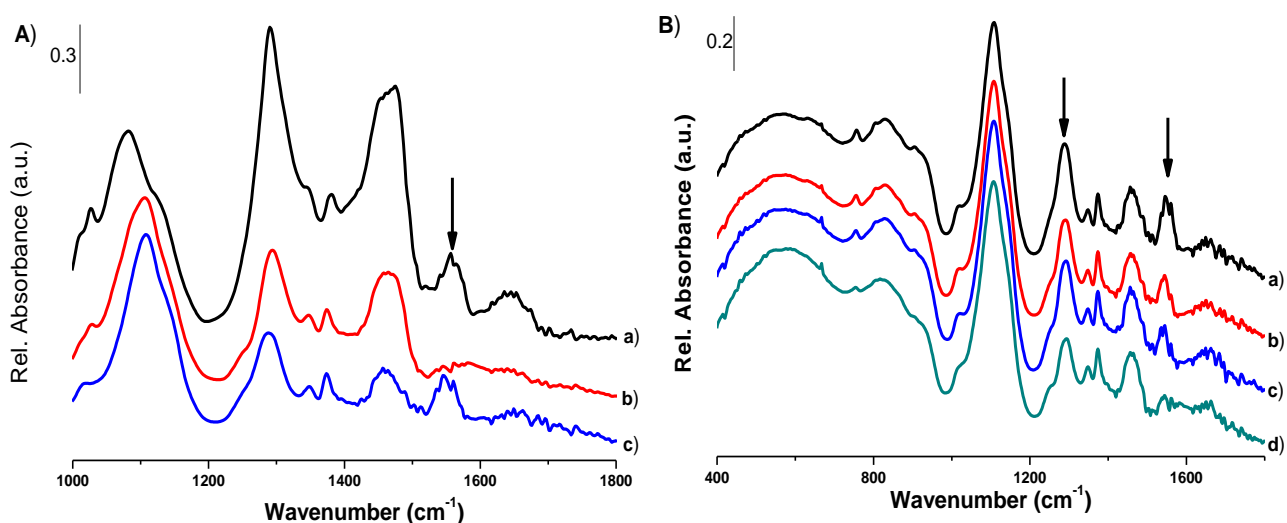 A)
0.3
Rel. Absorbance (a.u.)
a)
b)
c)
1000 1200 1400 1600 1800
Wavenumber (cm⁻¹)
B)
0.2
Rel. Absorbance (a.u.)
a)
b)
c)
d)
400 800 1200 1600
Wavenumber (cm⁻¹)